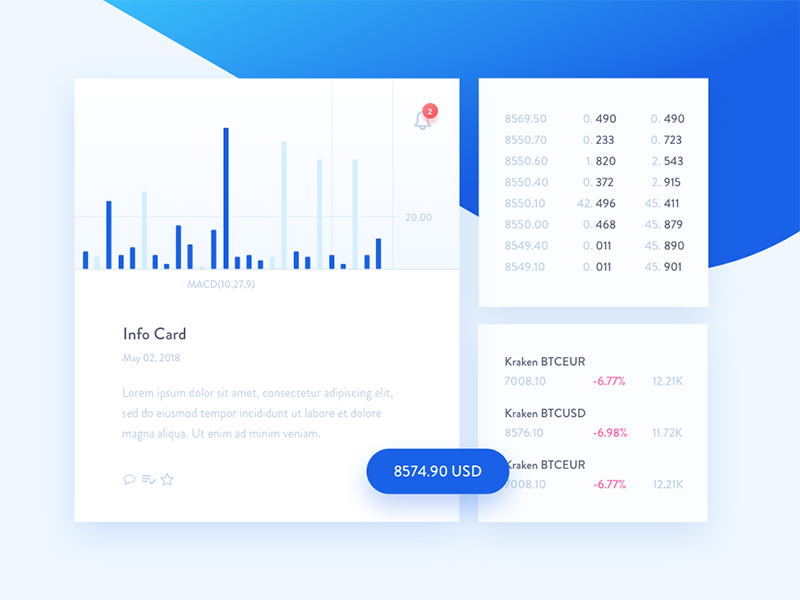 2
20.00
MACD(10,27,9)
Info Card
May 02, 2018
Lorem ipsum dolor sit amet, consectetur adipiscing elit,
sed do eiusmod tempor incididunt ut labore et dolore
magna aliqua. Ut enim ad minim veniam.
8574.90 USD
8569.50 0. 490 0. 490
8550.70 0. 233 0. 723
8550.60 1. 820 2. 543
8550.40 0. 372 2. 915
8550.10 42. 496 45. 411
8550.00 0. 468 45. 879
8549.40 0. 011 45. 890
8549.10 0. 011 45. 901
Kraken BTCEUR
7008.10 -6.77% 12.21K
Kraken BTCUSD
8576.10 -6.98% 11.72K
Kraken BTCEUR
7008.10 -6.77% 12.21K